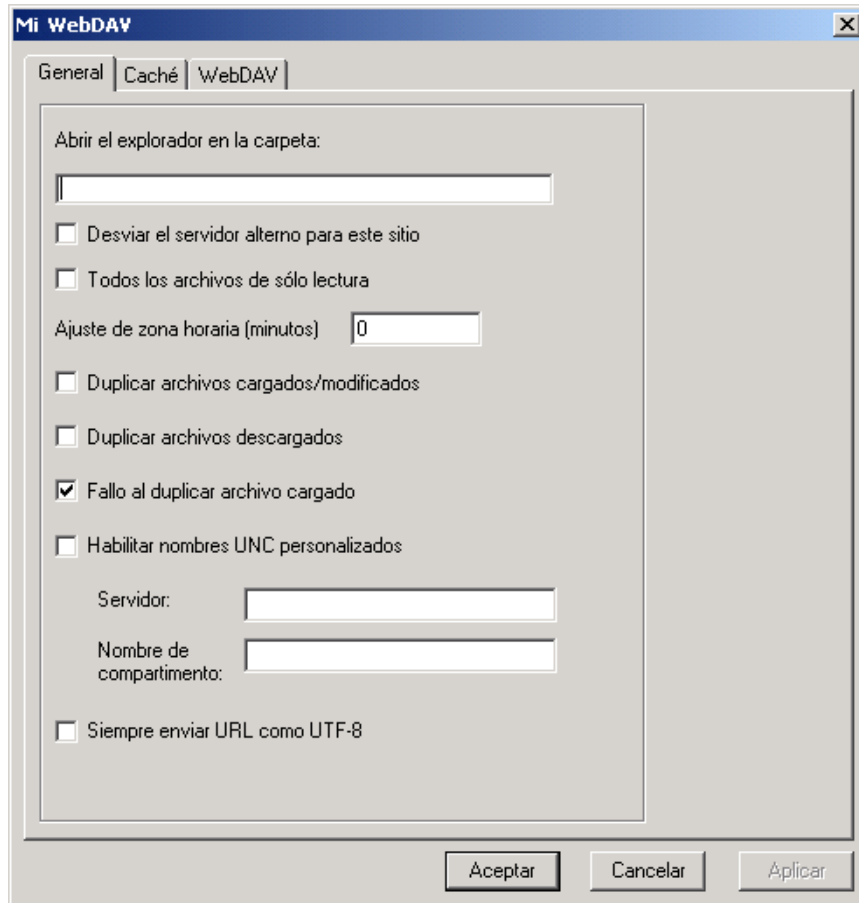 Mi WebDAV
General
Caché
WebDAV
Abrir el explorador en la carpeta:
Desviar el servidor alterno para este sitio
Todos los archivos de sólo lectura
Ajuste de zona horaria (minutos)
0
Duplicar archivos cargados/modificados
Duplicar archivos descargados
Fallo al duplicar archivo cargado
Habilitar nombres UNC personalizados
Servidor:
Nombre de
compartimento:
Siempre enviar URL como UTF-8
Aceptar
Cancelar
Aplicar